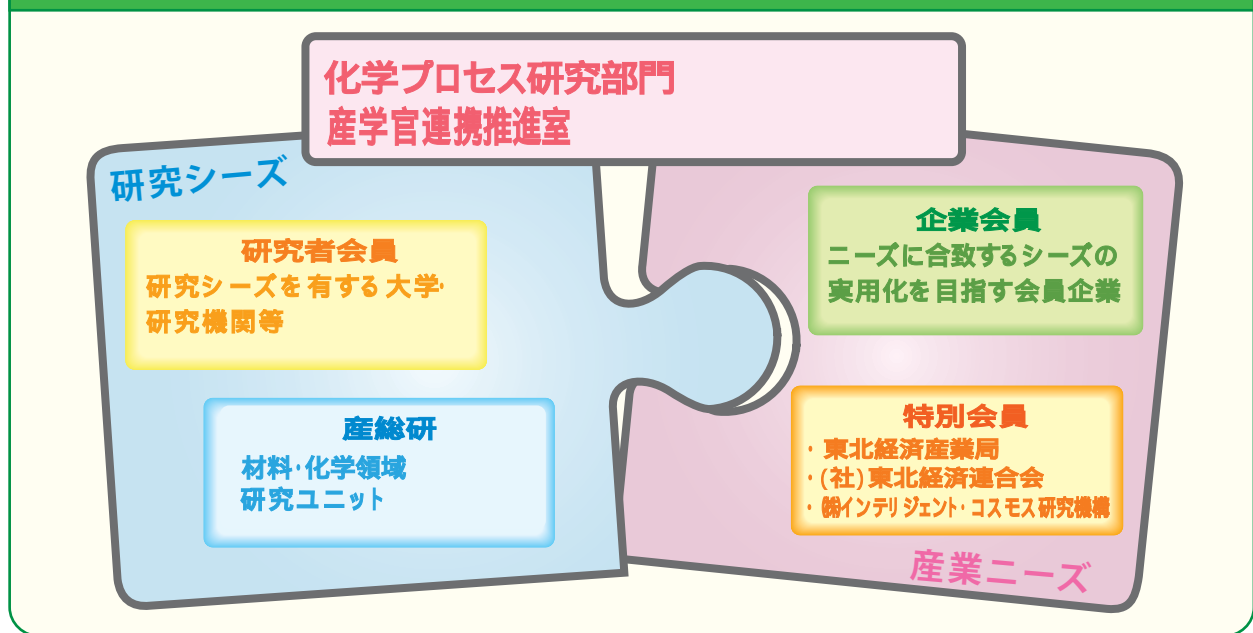 化学プロセス研究部門
産学官連携推進室
研究シーズ
研究者会員
研究シーズを有する大学・
研究機関等
産総研
材料・化学領域
研究ユニット
企業会員
ニーズに合致するシーズの
実用化を目指す会員企業
特別会員
・東北経済産業局
・(社)東北経済連合会
・㈱インテリジェント・コスモス研究機構
産業ニーズ